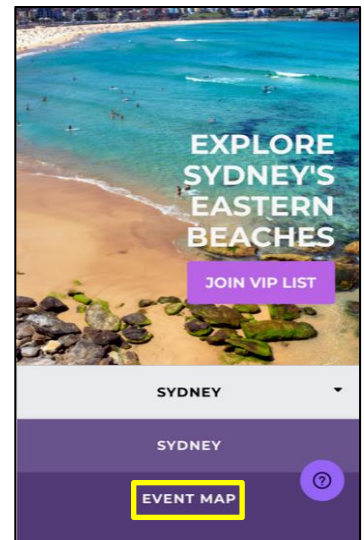 EXPLORE
SYDNEY'S
EASTERN
BEACHES
JOIN VIP LIST
SYDNEY
SYDNEY
?
EVENT MAP